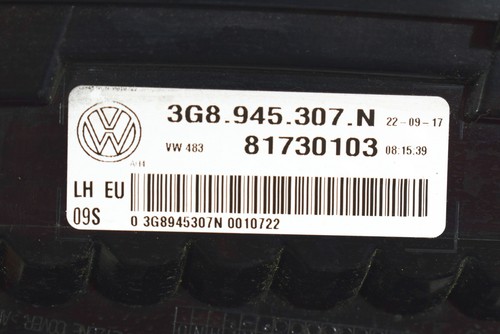 3G8.945.307.N 22-09-17
VW 483 81730103 08:15:39
LH EU
09S
0 3G8945307N 0010722